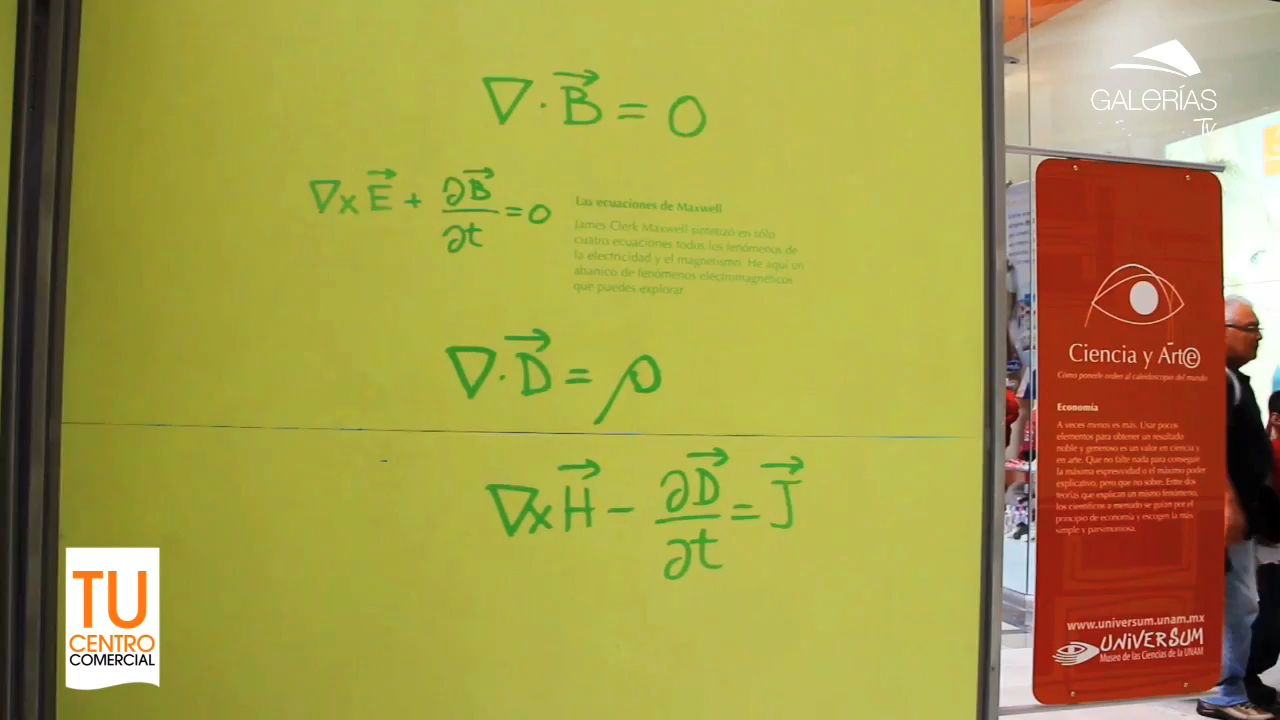 ∇·B⃗ = 0
∇×E⃗ + ∂B⃗/∂t = 0
Las ecuaciones de Maxwell
James Clerk Maxwell sintetizó en sólo
cuatro ecuaciones todos los fenómenos de
la electricidad y el magnetismo. He aquí un
abanico de fenómenos electromagnéticos
que puedes explorar
∇·D⃗ = ρ
∇×H⃗ − ∂D⃗/∂t = J⃗
TU
CENTRO
COMERCIAL
GALERÍAS
Tv
Ciencia y Arte
Cómo ponerle orden al caleidoscopio del mundo
Economía
A veces menos es más. Usar pocos
elementos para obtener un resultado
noble y generoso es un valor en ciencia y
en arte. Que no falte nada para conseguir
la máxima expresividad o el máximo poder
explicativo, pero que no sobre. Entre dos
teorías que explican un mismo fenómeno,
los científicos a menudo se guían por el
principio de economía y escogen la más
simple y parsimoniosa.
www.universum.unam.mx
UNiVERSUM
Museo de las Ciencias de la UNAM